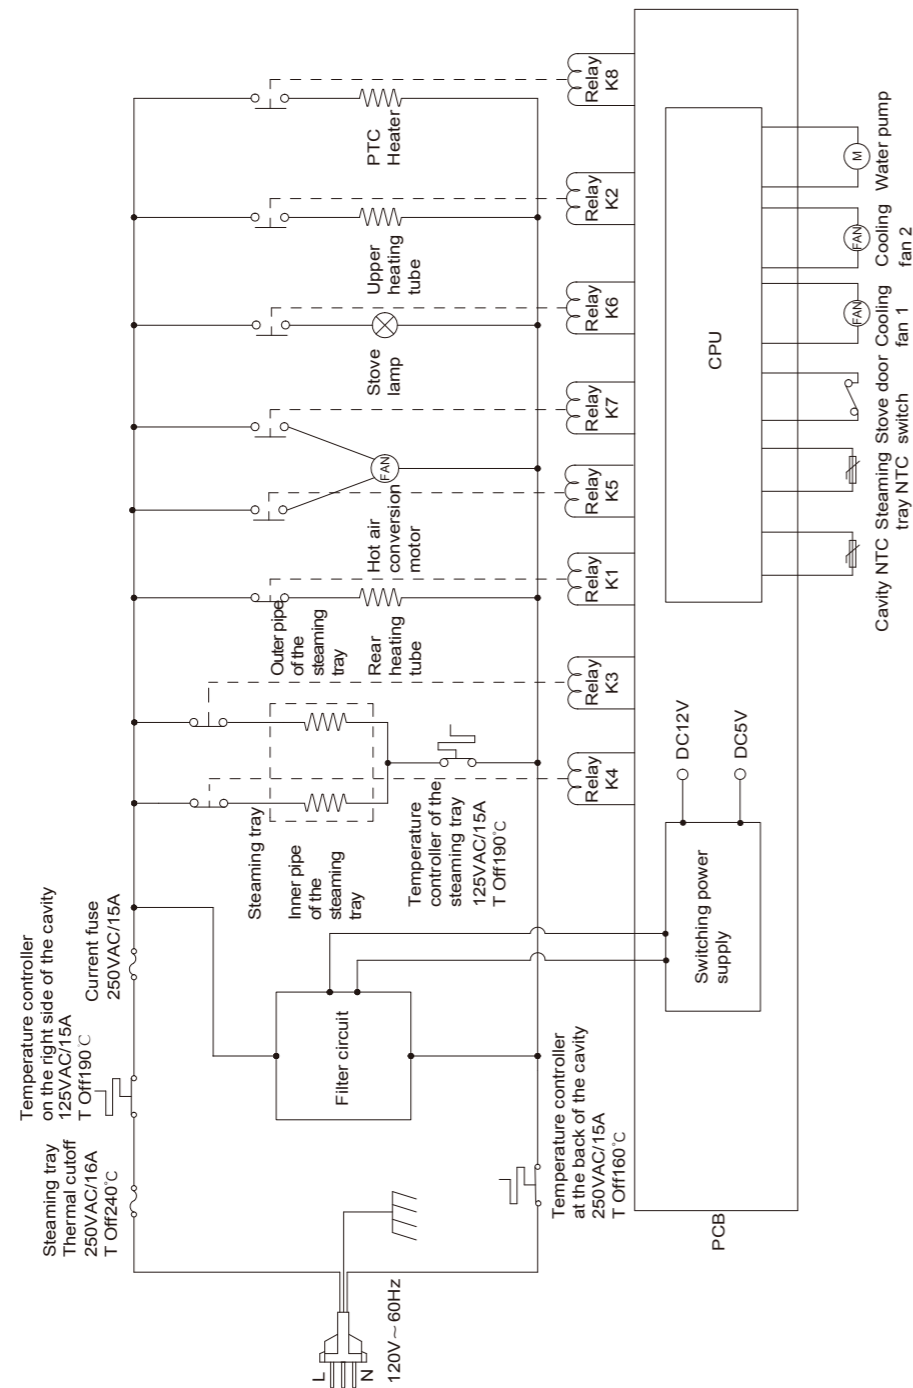 Steaming tray
Thermal cutoff
250VAC/16A
T Off240℃
Temperature controller
on the right side of the cavity
125VAC/15A
T Off190℃
Current fuse
250VAC/15A
L
N
120V～60Hz
Filter circuit
Temperature controller
at the back of the cavity
250VAC/15A
T Off160℃
Steaming tray
Inner pipe
of the
steaming
tray
Outer pipe
of the
steaming
tray
Temperature
controller of the
steaming tray
125VAC/15A
T Off190℃
Rear
heating
tube
Hot air
conversion
motor
FAN
Stove
lamp
Upper
heating
tube
PTC
Heater
Relay
K4
Relay
K3
Relay
K1
Relay
K5
Relay
K7
Relay
K6
Relay
K2
Relay
K8
PCB
Switching power
supply
DC12V
DC5V
CPU
Cavity NTC
Steaming
tray NTC
Stove door
switch
FAN
Cooling
fan 1
FAN
Cooling
fan 2
M
Water pump